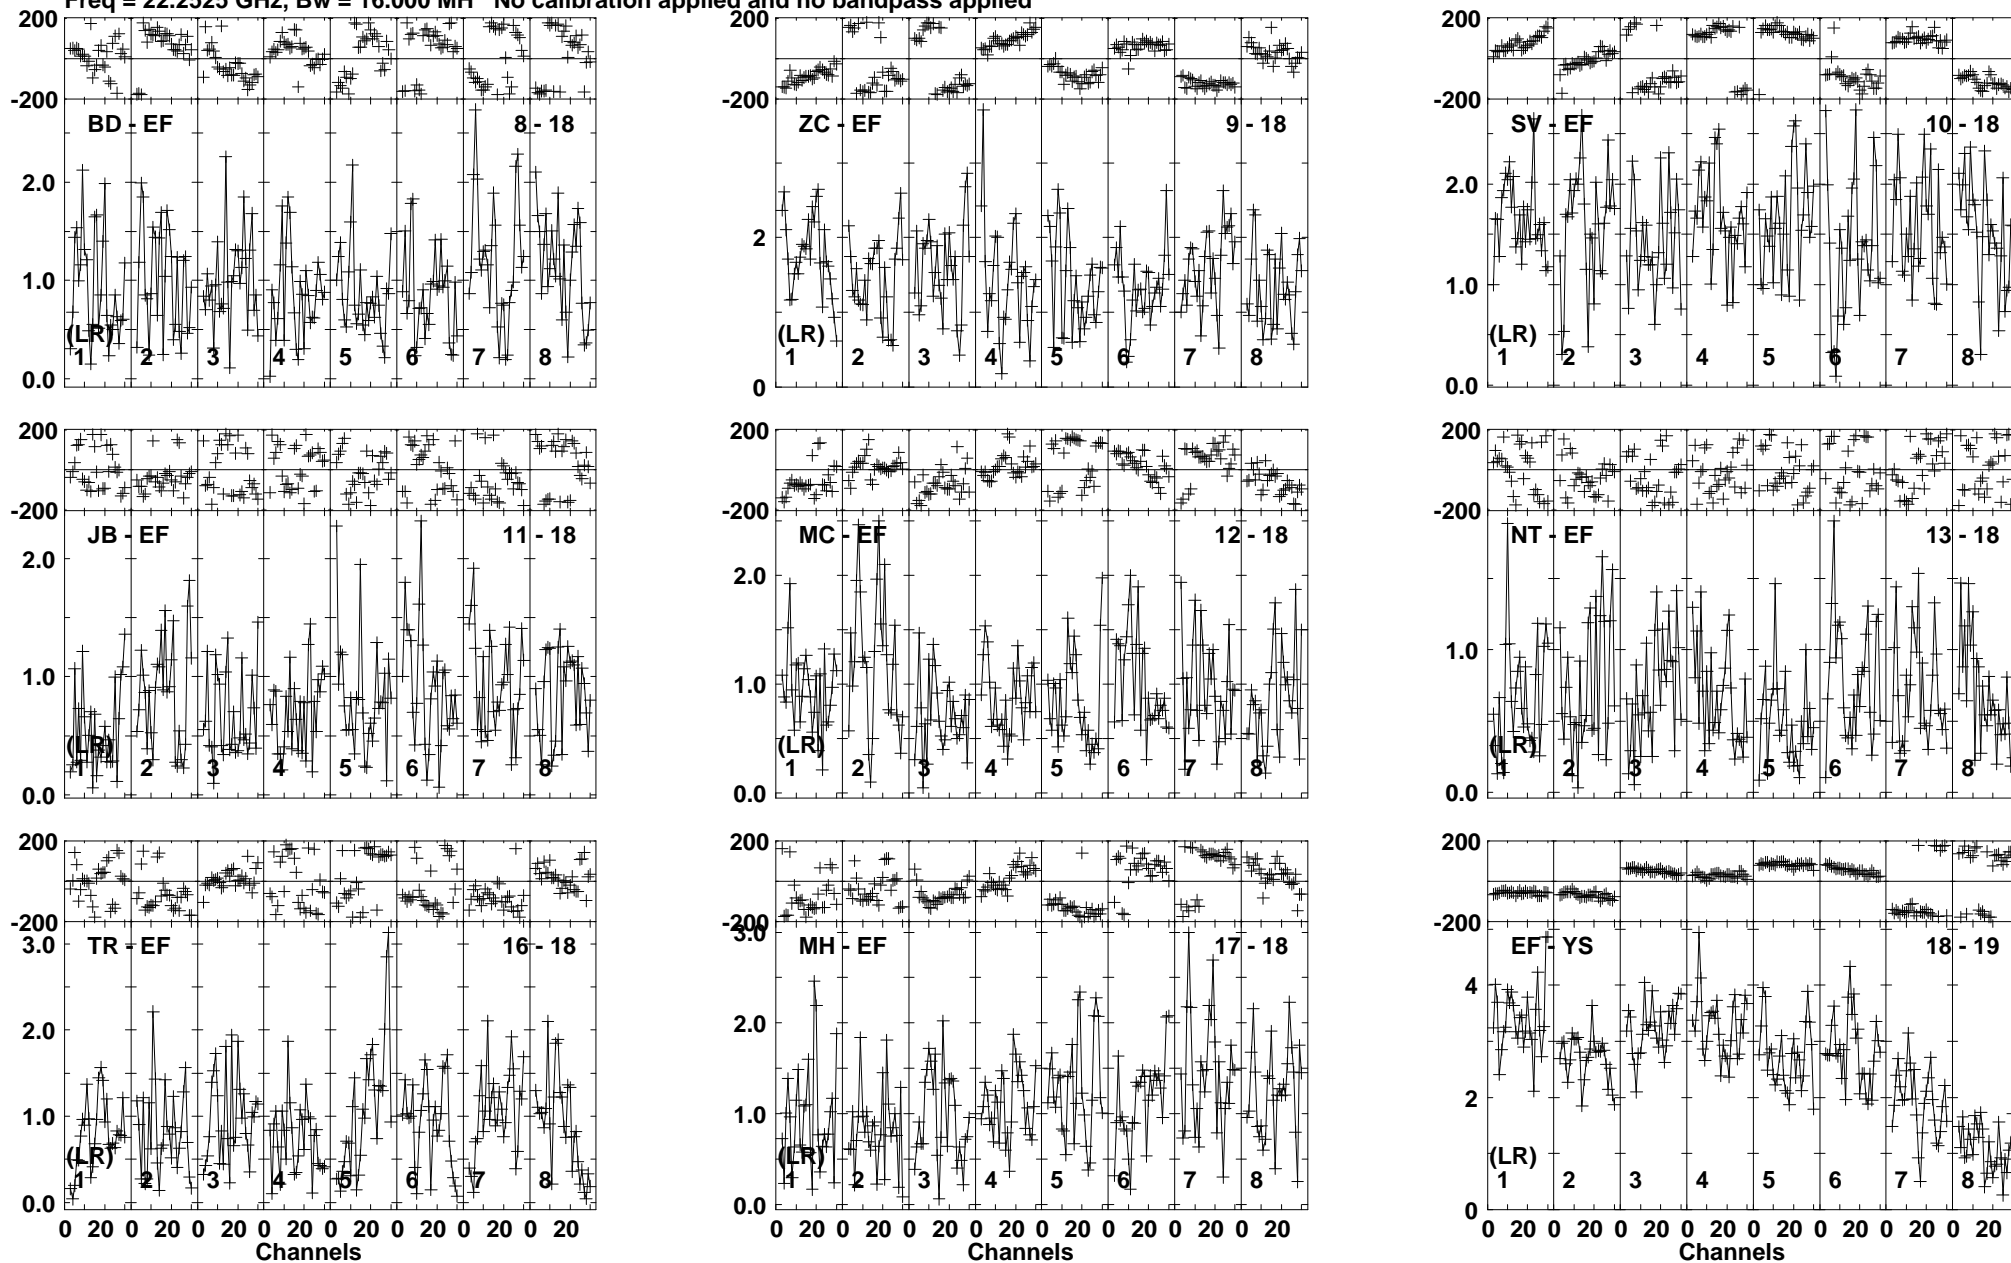 Freq = 22.2525 GHz, Bw = 16.000 MH No calibration applied and no bandpass applied
200 200 200
-200 -200 -200
BD - EF 8 - 18 ZC - EF 9 - 18 SV - EF 10 - 18
2.0 2 2.0
1.0 1.0
(LR) (LR) (LR)
1 2 3 4 5 6 7 8 1 2 3 4 5 6 7 8 1 2 3 4 5 6 7 8
0.0 0 0.0
200 200 200
-200 -200 -200
JB - EF 11 - 18 MC - EF 12 - 18 NT - EF 13 - 18
2.0 2.0
1.0 1.0 1.0
(LR) (LR) (LR)
1 2 3 4 5 6 7 8 1 2 3 4 5 6 7 8 1 2 3 4 5 6 7 8
0.0 0.0 0.0
200 200 200
-200 -200 -200
3.0 3.0
TR - EF 16 - 18 MH - EF 17 - 18 EF - YS 18 - 19
2.0 2.0 4
1.0 1.0 2
(LR) (LR) (LR)
1 2 3 4 5 6 7 8 1 2 3 4 5 6 7 8 1 2 3 4 5 6 7 8
0.0 0.0 0
0 20 0 20 0 20 0 20 0 20 0 20 0 20 0 20 0 20 0 20 0 20 0 20 0 20 0 20 0 20 0 20 0 20 0 20 0 20 0 20 0 20 0 20 0 20 0 20
Channels Channels Channels